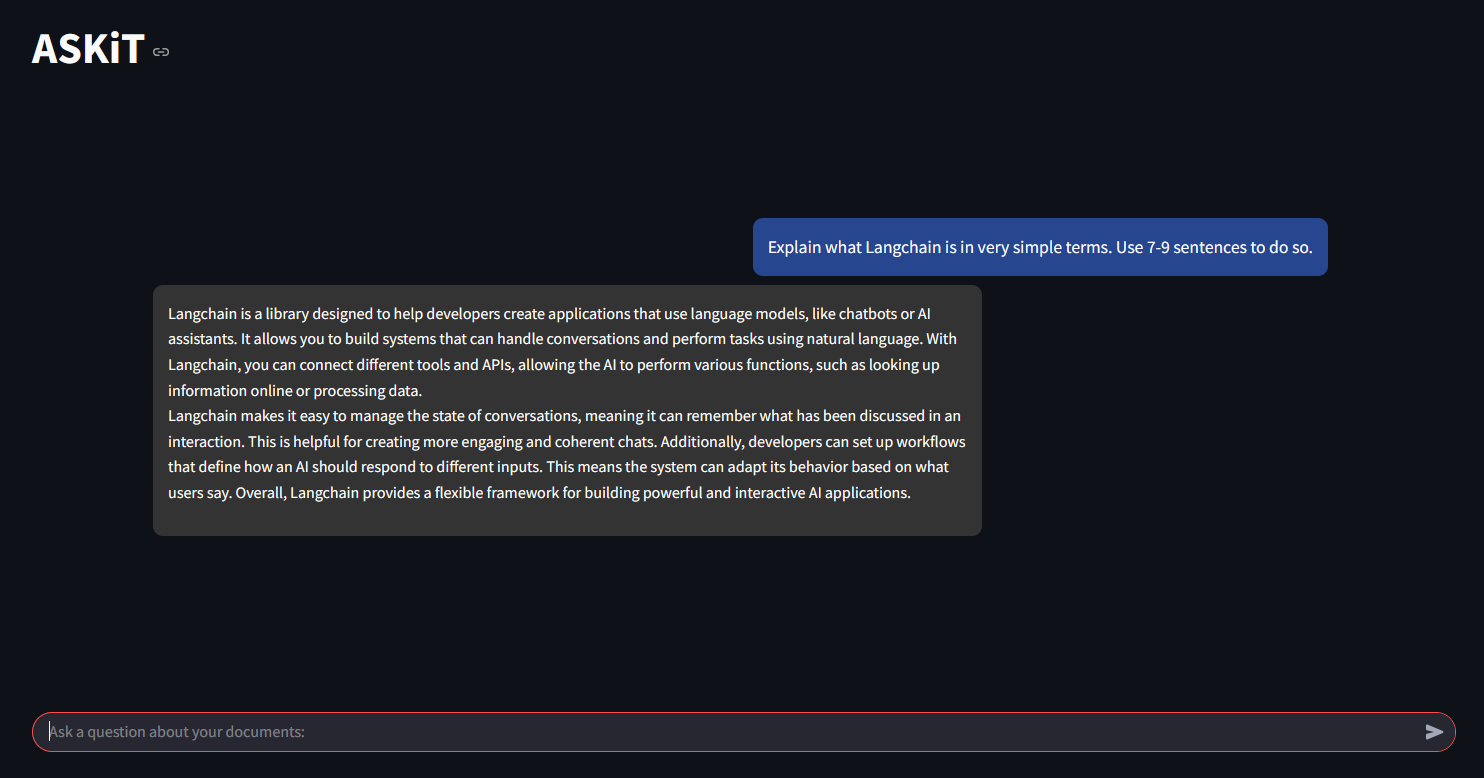 ASKiT
Explain what Langchain is in very simple terms. Use 7-9 sentences to do so.
Langchain is a library designed to help developers create applications that use language models, like chatbots or AI
assistants. It allows you to build systems that can handle conversations and perform tasks using natural language. With
Langchain, you can connect different tools and APIs, allowing the AI to perform various functions, such as looking up
information online or processing data.
Langchain makes it easy to manage the state of conversations, meaning it can remember what has been discussed in an
interaction. This is helpful for creating more engaging and coherent chats. Additionally, developers can set up workflows
that define how an AI should respond to different inputs. This means the system can adapt its behavior based on what
users say. Overall, Langchain provides a flexible framework for building powerful and interactive AI applications.
Ask a question about your documents: